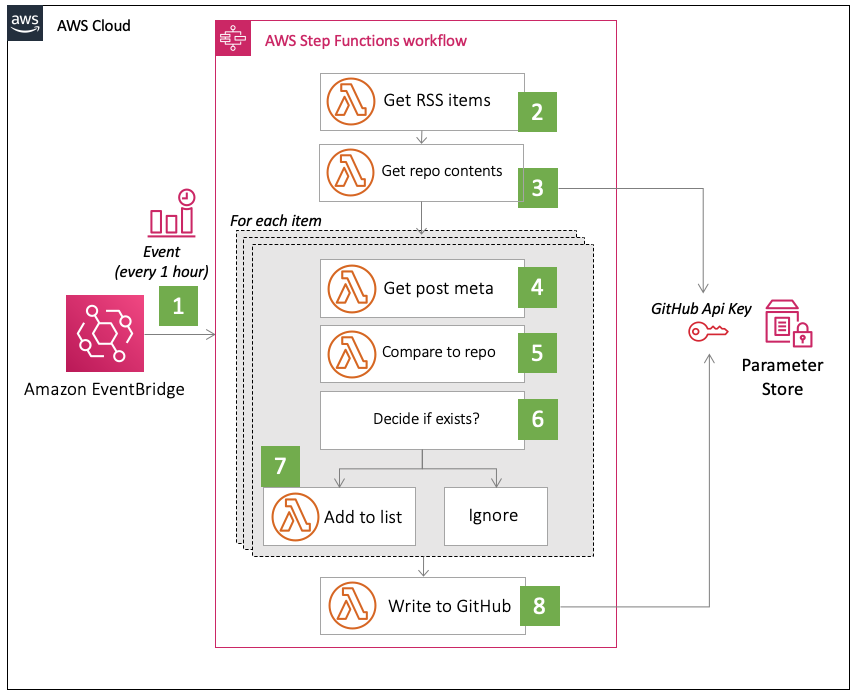 aws
AWS Cloud
AWS Step Functions workflow
Get RSS items
2
Get repo contents
3
For each item
Event
(every 1 hour)
1
Amazon EventBridge
Get post meta
4
Compare to repo
5
Decide if exists?
6
7
Add to list
Ignore
Write to GitHub
8
GitHub Api Key
Parameter
Store